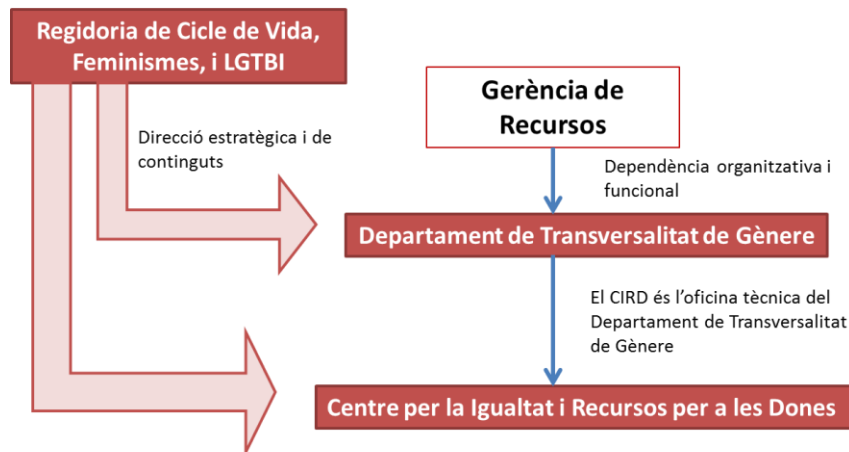 Regidoria de Cicle de Vida,
Feminismes, i LGTBI
Gerència de
Recursos
Direcció estratègica i de
continguts
Dependència organitzativa i
funcional
Departament de Transversalitat de Gènere
El CIRD és l’oficina tècnica del
Departament de Transversalitat
de Gènere
Centre per la Igualtat i Recursos per a les Dones